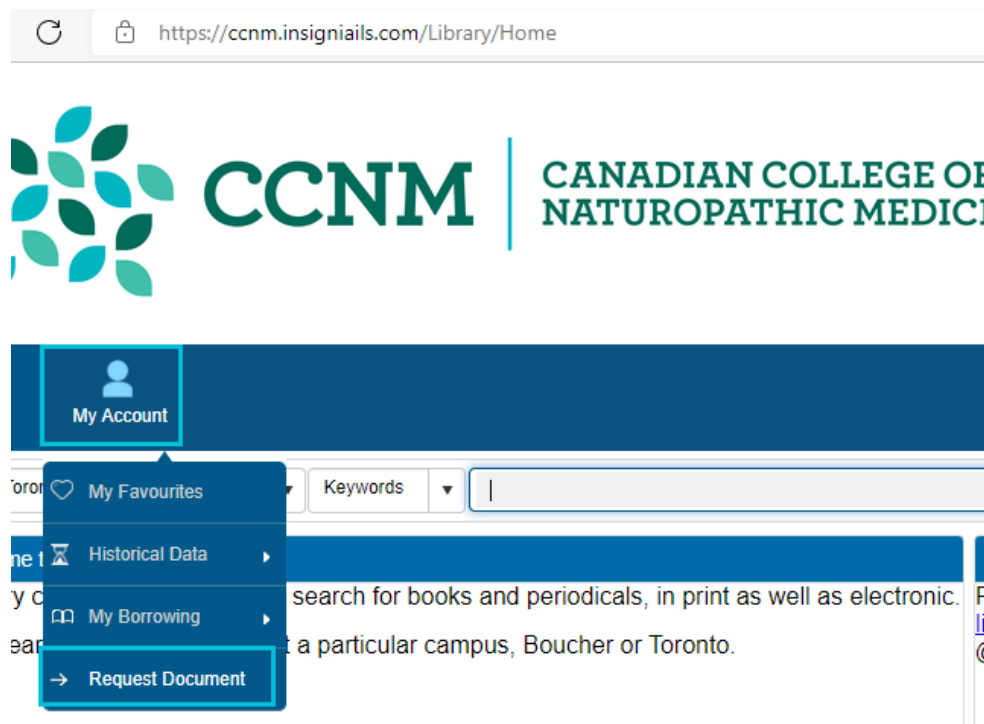 https://ccnm.insigniails.com/Library/Home
CCNM
CANADIAN COLLEGE OF
NATUROPATHIC MEDICI
My Account
My Favourites
Keywords
Historical Data
search for books and periodicals, in print as well as electronic.
My Borrowing
a particular campus, Boucher or Toronto.
Request Document